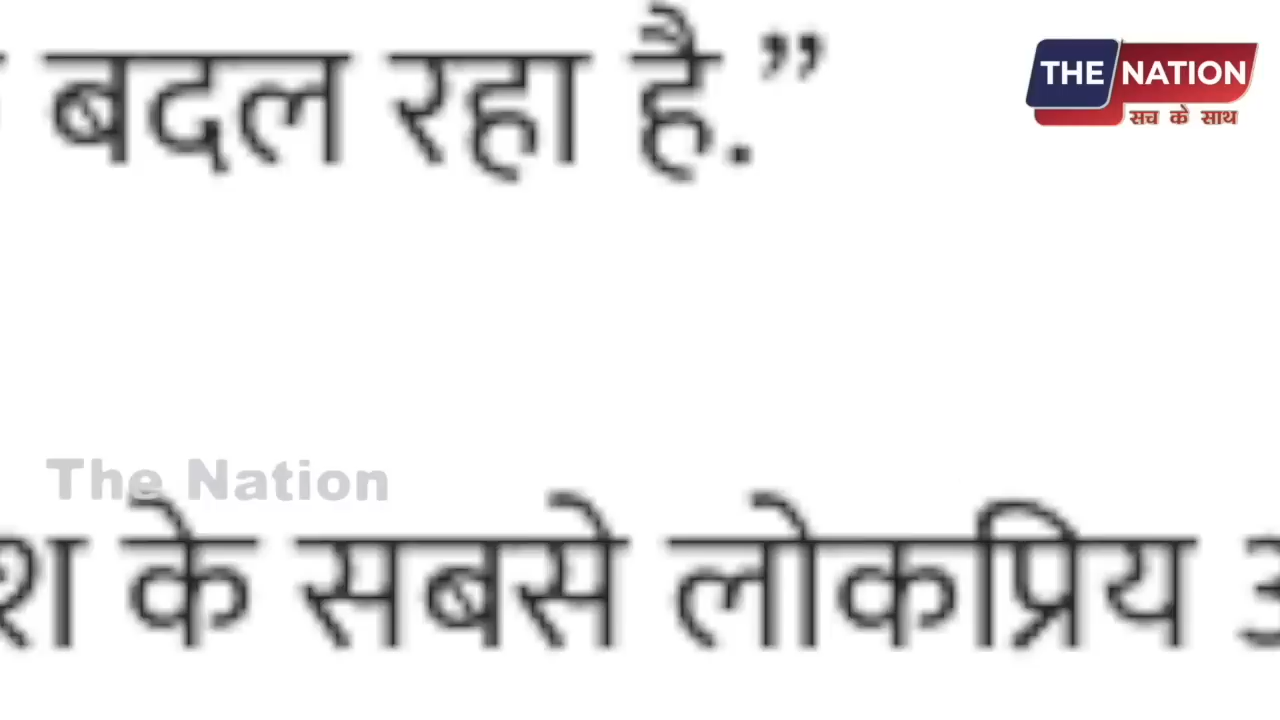 बदल रहा है.”
THE NATION
सच के साथ
The Nation
के सबसे लोकप्रिय